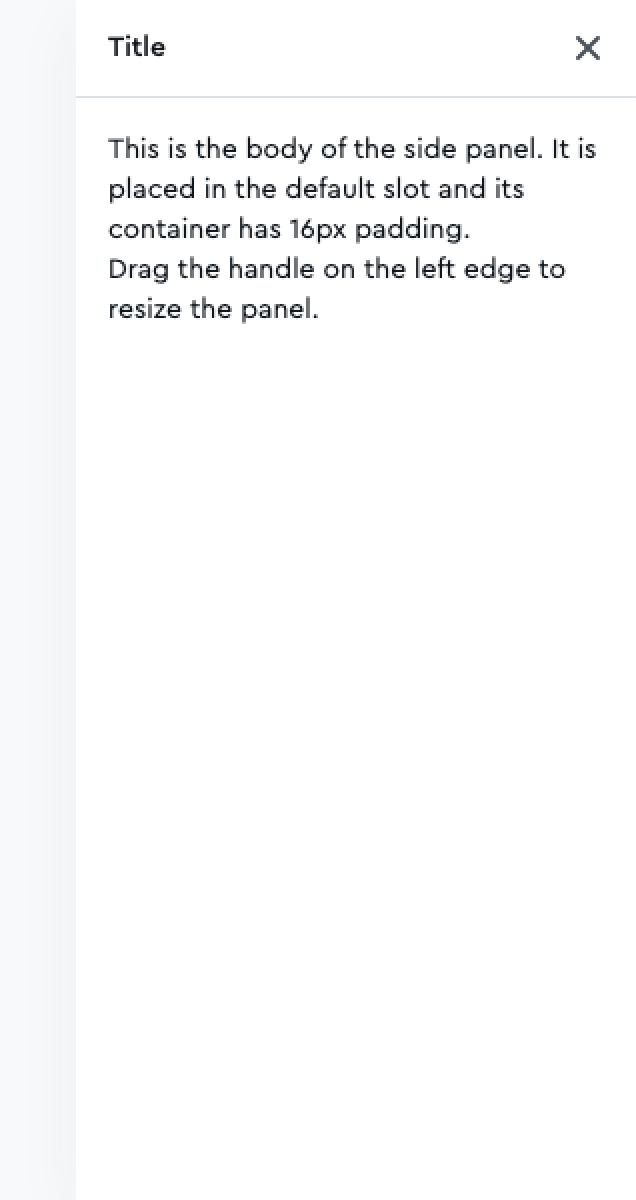 Title
This is the body of the side panel. It is
placed in the default slot and its
container has 16px padding.
Drag the handle on the left edge to
resize the panel.